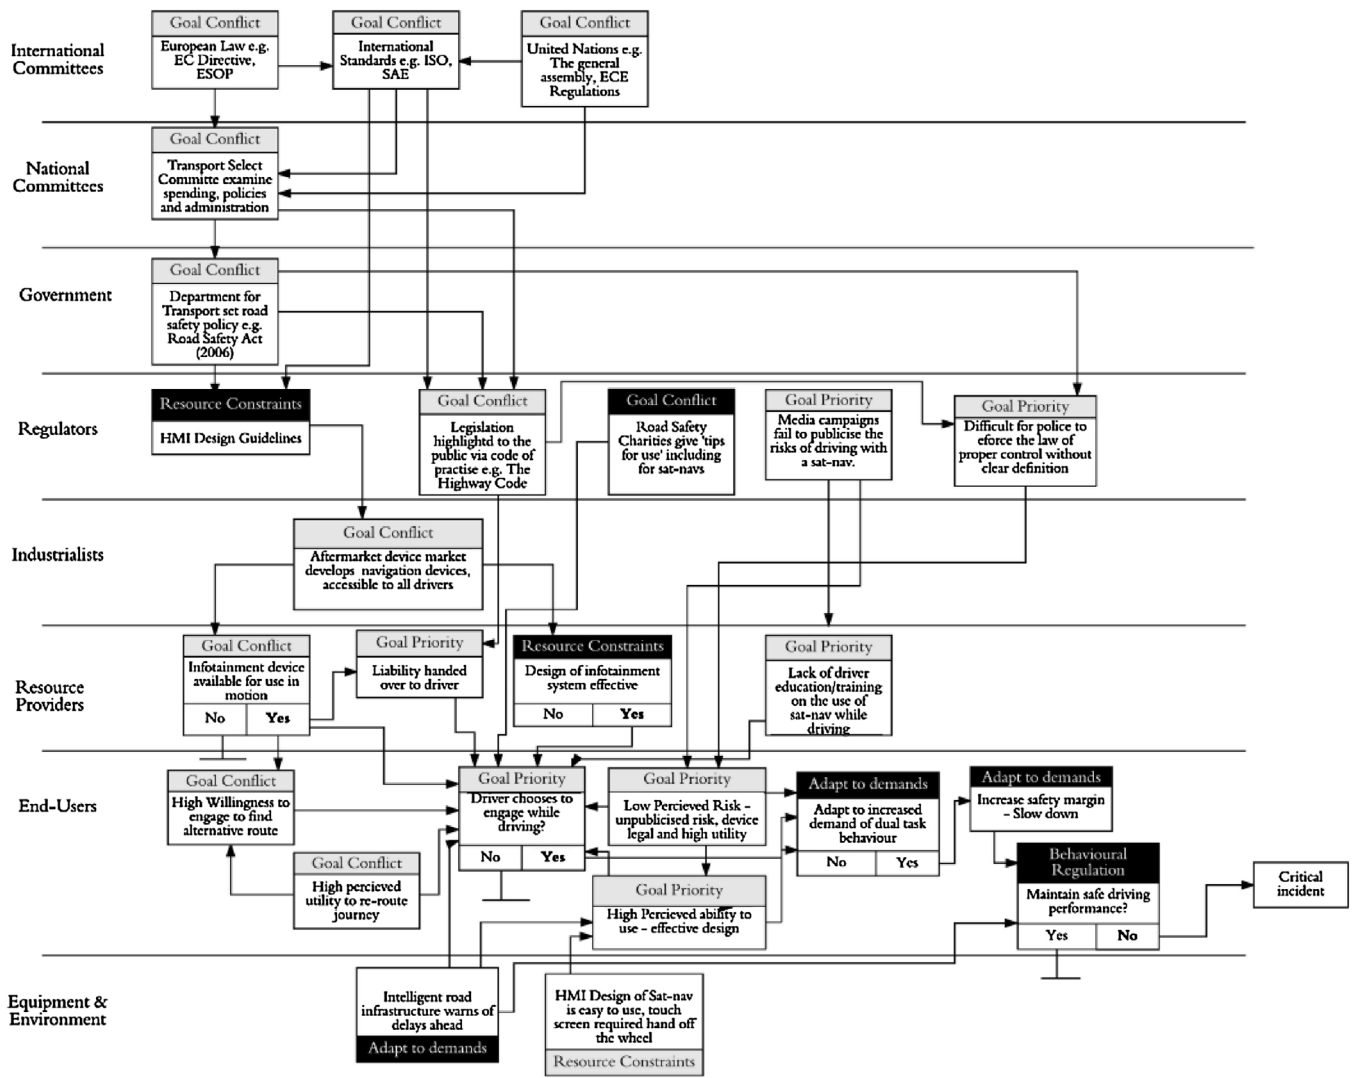 International
Committees
Goal Conflict
European Law e.g.
EC Directive,
ESOP
Goal Conflict
International
Standards e.g. ISO,
SAE
Goal Conflict
United Nations e.g.
The general
assembly, ECE
Regulations
National
Committees
Goal Conflict
Transport Select
Committe examine
spending, policies
and administration
Government
Goal Conflict
Department for
Transport set road
safety policy e.g.
Road Safety Act
(2006)
Regulators
Resource Constraints
HMI Design Guidelines
Goal Conflict
Legislation
highlightd to the
public via code of
practise e.g. The
Highway Code
Goal Conflict
Road Safety
Charities give 'tips
for use' including
for sat-navs
Goal Priority
Media campaigns
fail to publicise the
risks of driving with
a sat-nav.
Goal Priority
Difficult for police to
eforce the law of
proper control without
clear definition
Industrialists
Goal Conflict
Aftermarket device market
develops navigation devices,
accessible to all drivers
Resource
Providers
Goal Conflict
Infotainment device
available for use in
motion
No Yes
Goal Priority
Liability handed
over to driver
Resource Constraints
Design of infotainment
system effective
No Yes
Goal Priority
Lack of driver
education/training
on the use of
sat-nav while
driving
End-Users
Goal Conflict
High Willingness to
engage to find
alternative route
Goal Conflict
High percieved
utility to re-route
journey
Goal Priority
Driver chooses to
engage while
driving?
No Yes
Goal Priority
Low Percieved Risk -
unpublicised risk, device
legal and high utility
Goal Priority
High Percieved ability to
use - effective design
Adapt to demands
Adapt to increased
demand of dual task
behaviour
No Yes
Adapt to demands
Increase safety margin
- Slow down
Behavioural
Regulation
Maintain safe driving
performance?
Yes No
Critical
incident
Equipment &
Environment
Intelligent road
infrastructure warns of
delays ahead
Adapt to demands
HMI Design of Sat-nav
is easy to use, touch
screen required hand off
the wheel
Resource Constraints